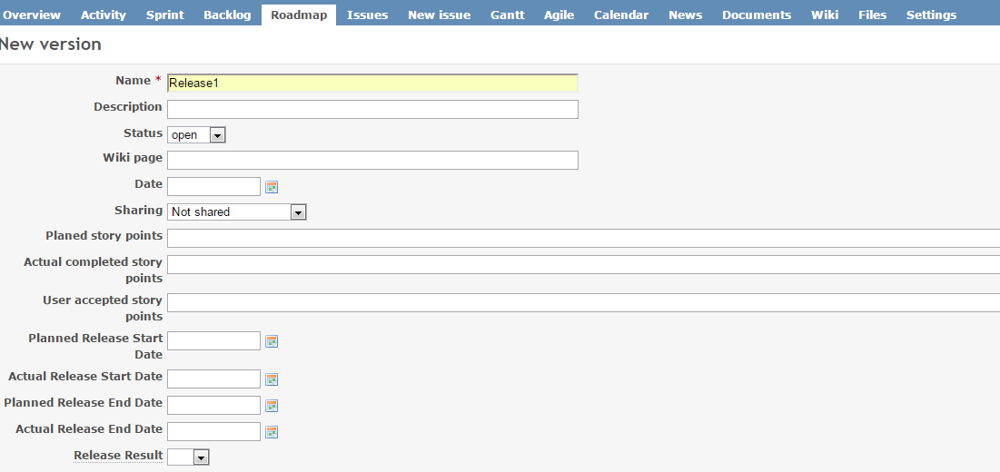 Overview Activity Sprint Backlog Roadmap Issues New issue Gantt Agile Calendar News Documents Wiki Files Settings
New version
Name * Release1
Description
Status open
Wiki page
Date
Sharing Not shared
Planed story points
Actual completed story
points
User accepted story
points
Planned Release Start
Date
Actual Release Start Date
Planned Release End Date
Actual Release End Date
Release Result